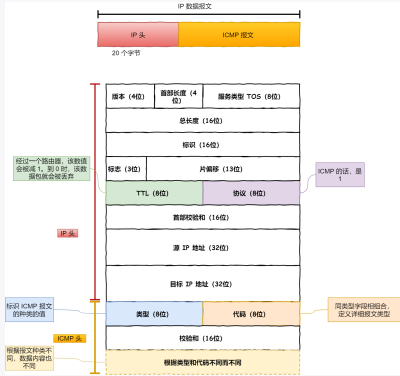 IP 数据报文
IP 头
ICMP 报文
20 个字节
版本（4位）
首部长度（4
位）
服务类型 TOS（8位）
总长度（16位）
标识（16位）
标志（3位）
片偏移（13位）
经过一个路由器，该数值
会被减 1，到 0 时，该数
据包就会被丢弃
TTL（8位）
协议（8位）
ICMP 的话，是
1
首部校验和（16位）
IP 头
源 IP 地址（32位）
目标 IP 地址（32位）
标识 ICMP 报文
的种类的值
类型（8位）
代码（8位）
同类型字段相组合，
定义详细报文类型
ICMP 头
校验和（16位）
根据报文种类不
同，数据内容也
不同
根据类型和代码不同而不同